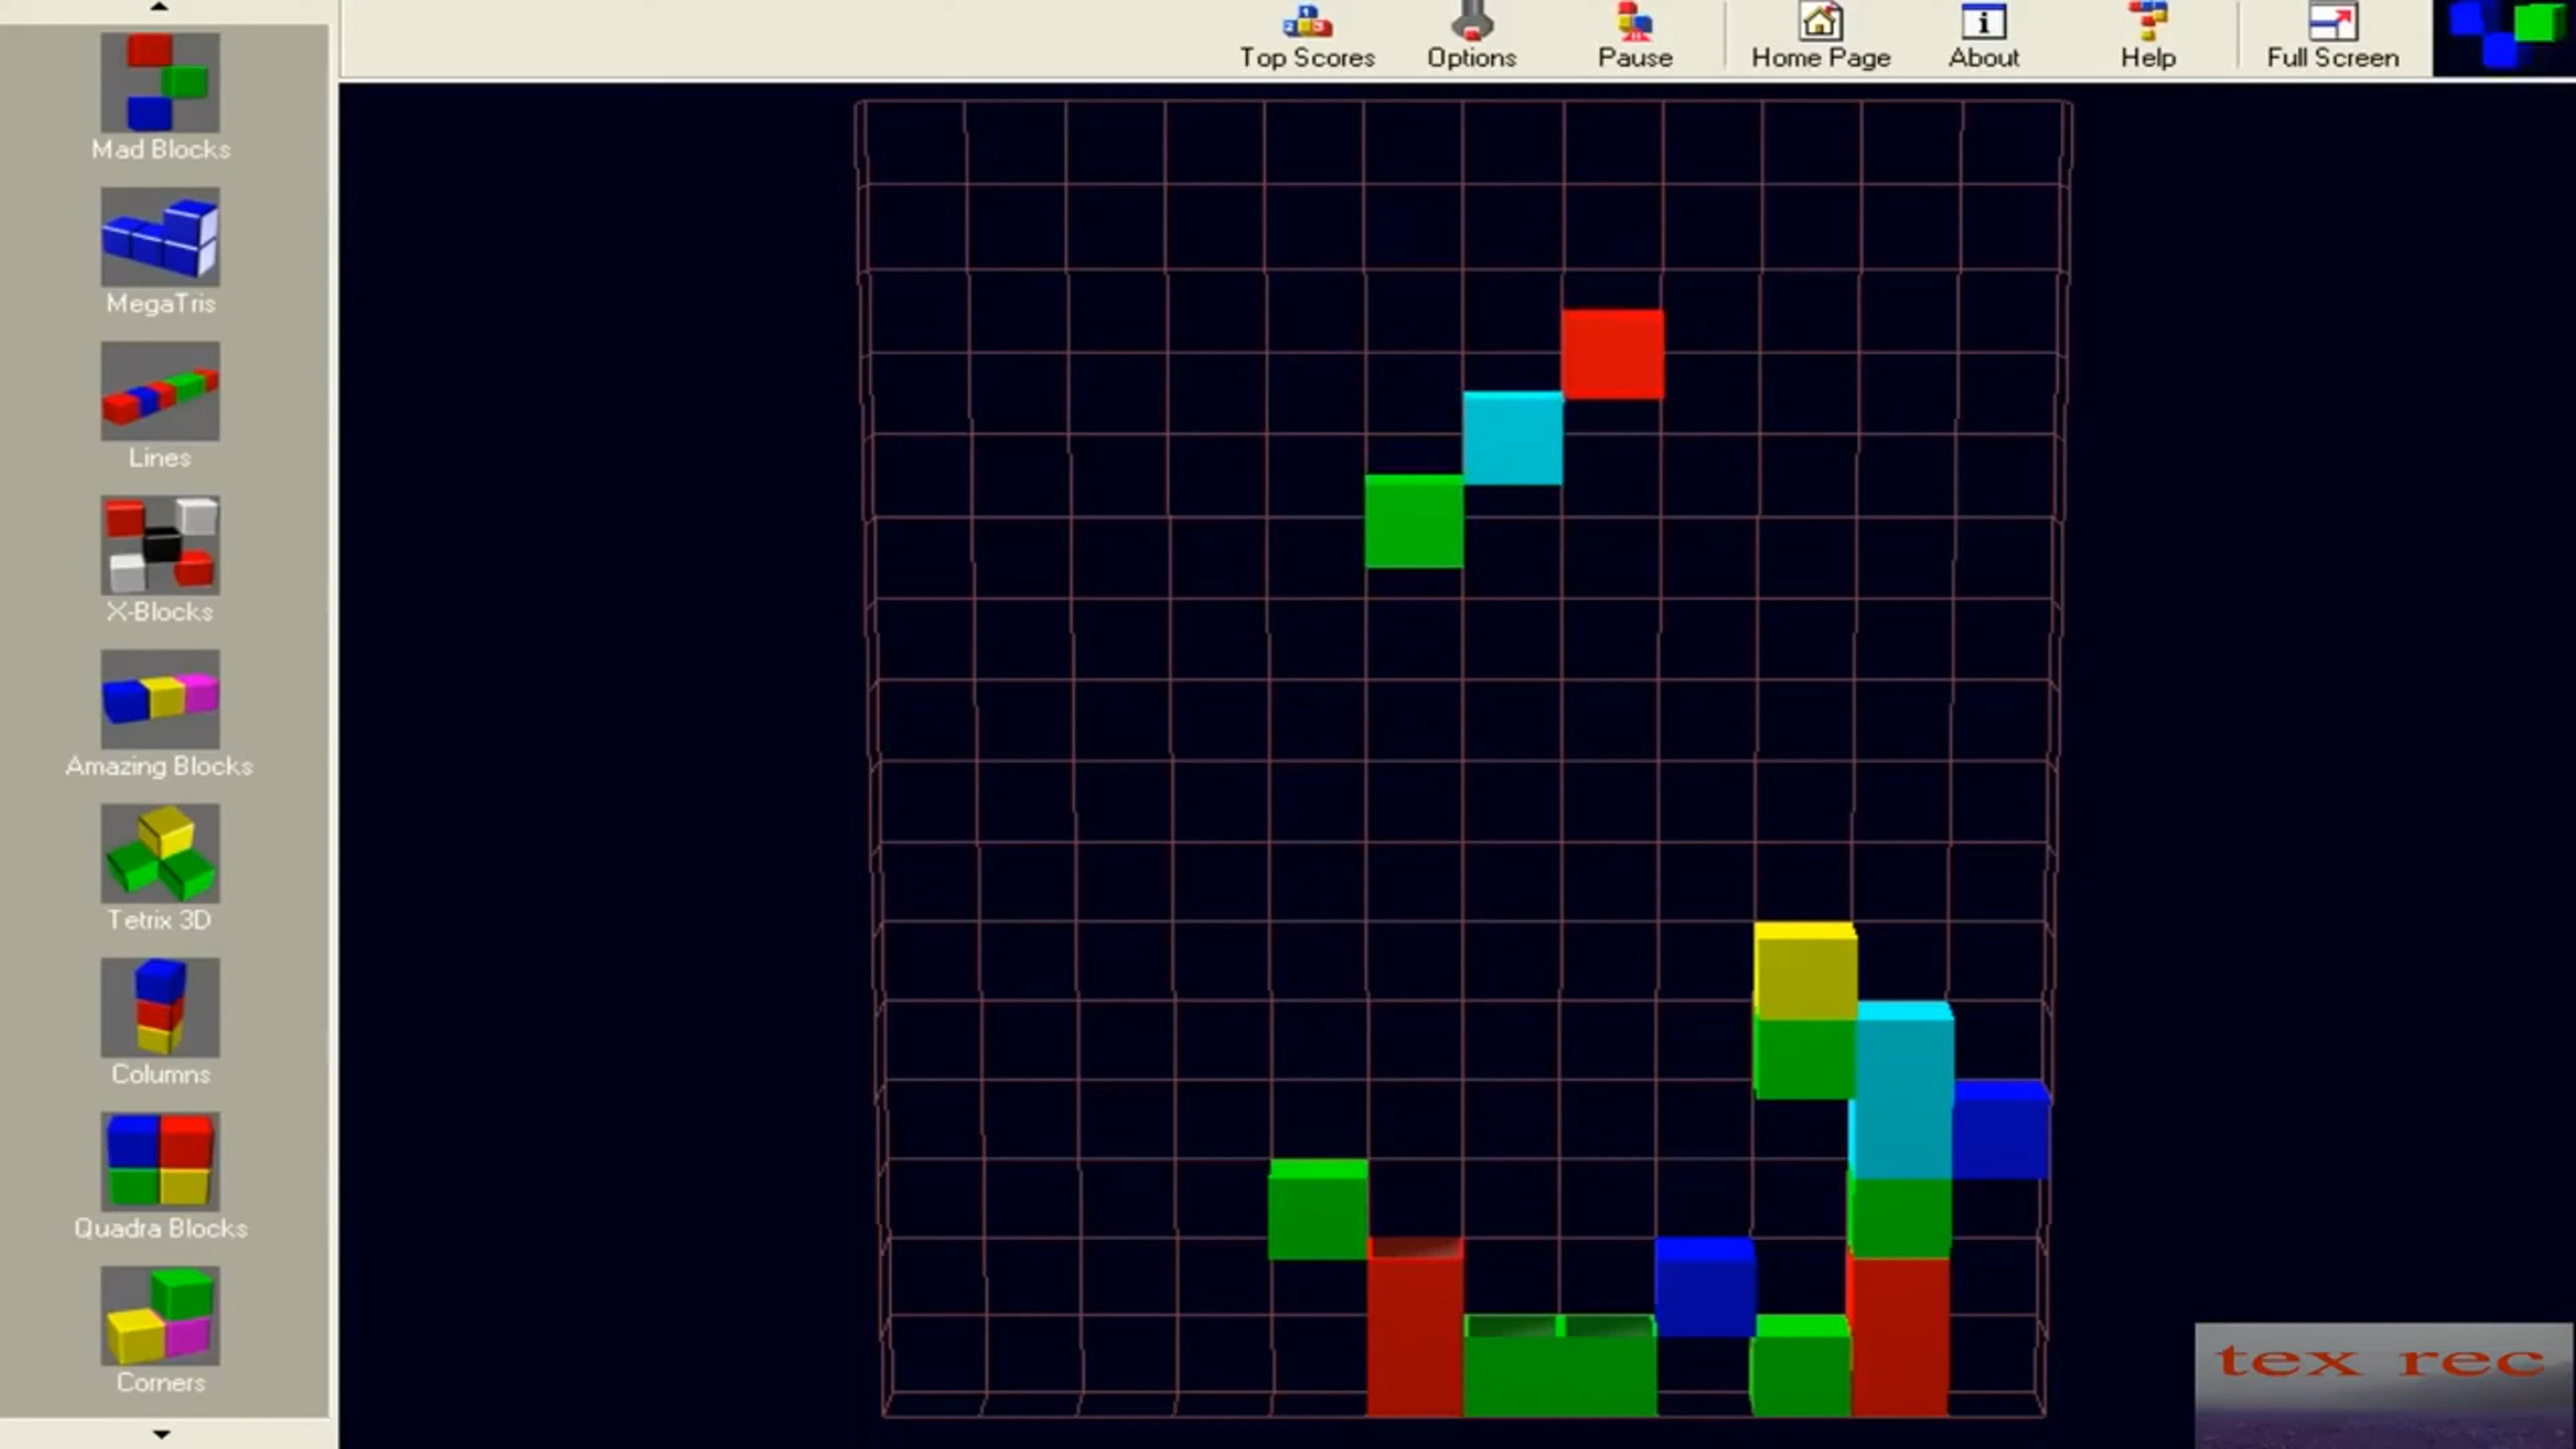 Top Scores
Options
Pause
Home Page
About
Help
Full Screen
Mad Blocks
MegaTris
Lines
X-Blocks
Amazing Blocks
Tetrix 3D
Columns
Quadra Blocks
Corners
tex rec